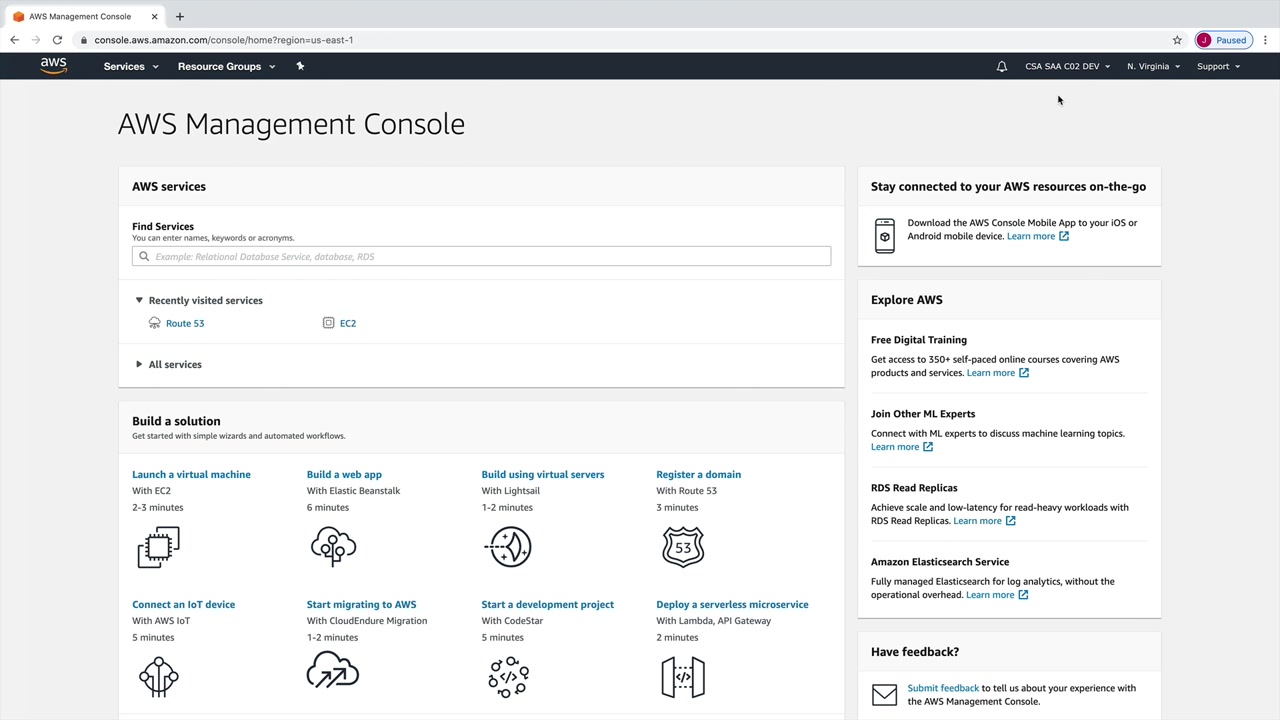 AWS Management Console
console.aws.amazon.com/console/home?region=us-east-1
J Paused
aws Services Resource Groups CSA SAA C02 DEV N. Virginia Support
AWS Management Console
AWS services
Find Services
You can enter names, keywords or acronyms.
Example: Relational Database Service, database, RDS
Recently visited services
Route 53 EC2
All services
Build a solution
Get started with simple wizards and automated workflows.
Launch a virtual machine
With EC2
2-3 minutes
Build a web app
With Elastic Beanstalk
6 minutes
Build using virtual servers
With Lightsail
1-2 minutes
Register a domain
With Route 53
3 minutes
53
Connect an IoT device
With AWS IoT
5 minutes
Start migrating to AWS
With CloudEndure Migration
1-2 minutes
Start a development project
With CodeStar
5 minutes
</>
Deploy a serverless microservice
With Lambda, API Gateway
2 minutes
</>
Stay connected to your AWS resources on-the-go
Download the AWS Console Mobile App to your iOS or
Android mobile device. Learn more
Explore AWS
Free Digital Training
Get access to 350+ self-paced online courses covering AWS
products and services. Learn more
Join Other ML Experts
Connect with ML experts to discuss machine learning topics.
Learn more
RDS Read Replicas
Achieve scale and low-latency for read-heavy workloads with
RDS Read Replicas. Learn more
Amazon Elasticsearch Service
Fully managed Elasticsearch for log analytics, without the
operational overhead. Learn more
Have feedback?
Submit feedback to tell us about your experience with
the AWS Management Console.